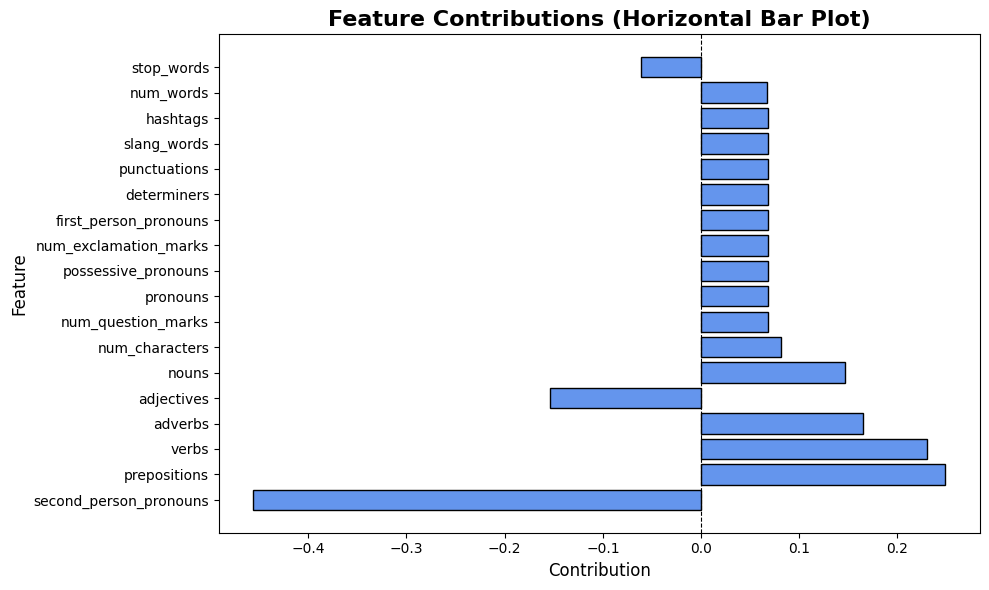 Feature Contributions (Horizontal Bar Plot)
Feature
stop_words
num_words
hashtags
slang_words
punctuations
determiners
first_person_pronouns
num_exclamation_marks
possessive_pronouns
pronouns
num_question_marks
num_characters
nouns
adjectives
adverbs
verbs
prepositions
second_person_pronouns
−0.4 −0.3 −0.2 −0.1 0.0 0.1 0.2
Contribution